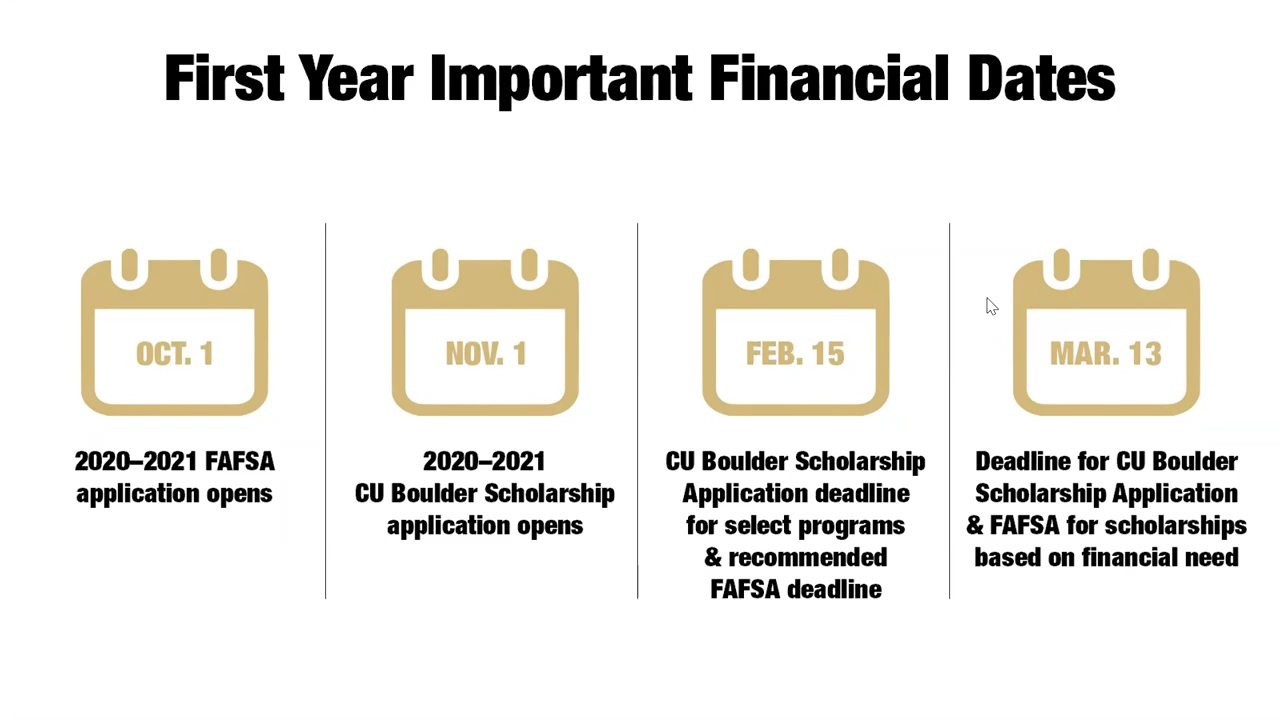 First Year Important Financial Dates
OCT. 1
2020–2021 FAFSA
application opens
NOV. 1
2020–2021
CU Boulder Scholarship
application opens
FEB. 15
CU Boulder Scholarship
Application deadline
for select programs
& recommended
FAFSA deadline
MAR. 13
Deadline for CU Boulder
Scholarship Application
& FAFSA for scholarships
based on financial need